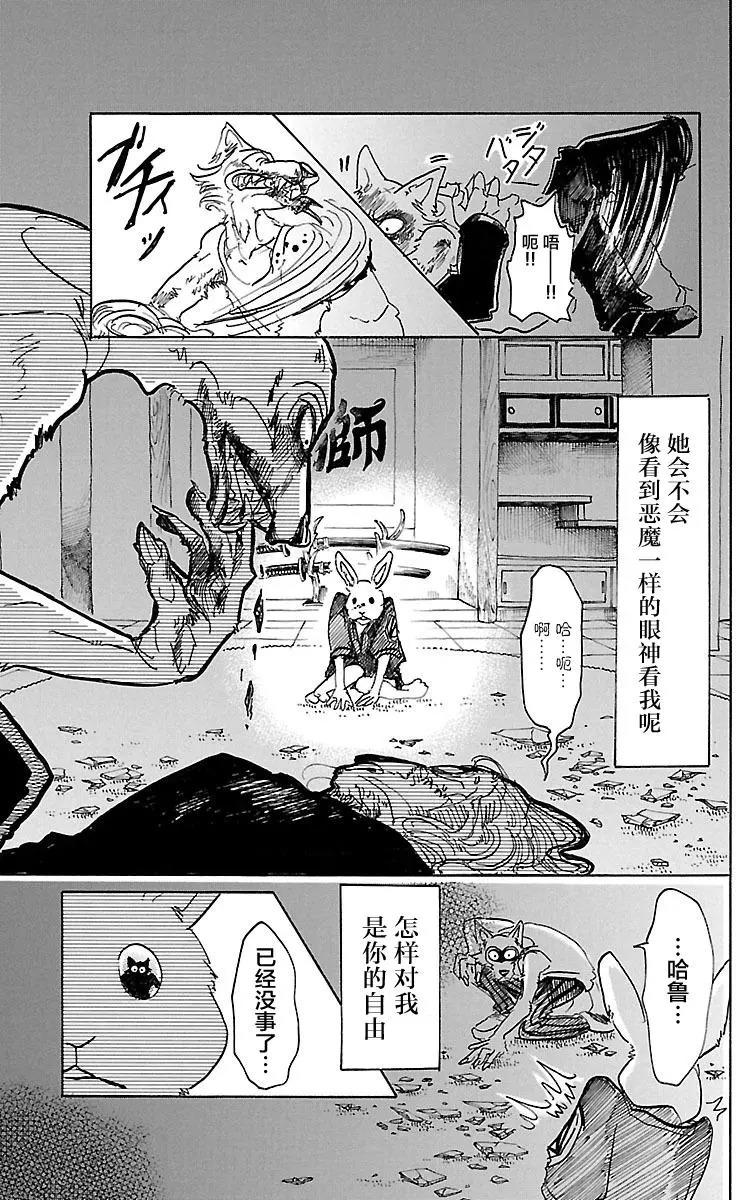 ジタ
バタ
唔——!!
呃!!
ブチィッ
她会不会
像看到恶魔一样的眼神看我呢
師
哈…呃…
啊……
…哈鲁…
怎样对我
是你的自由
已经没事了…